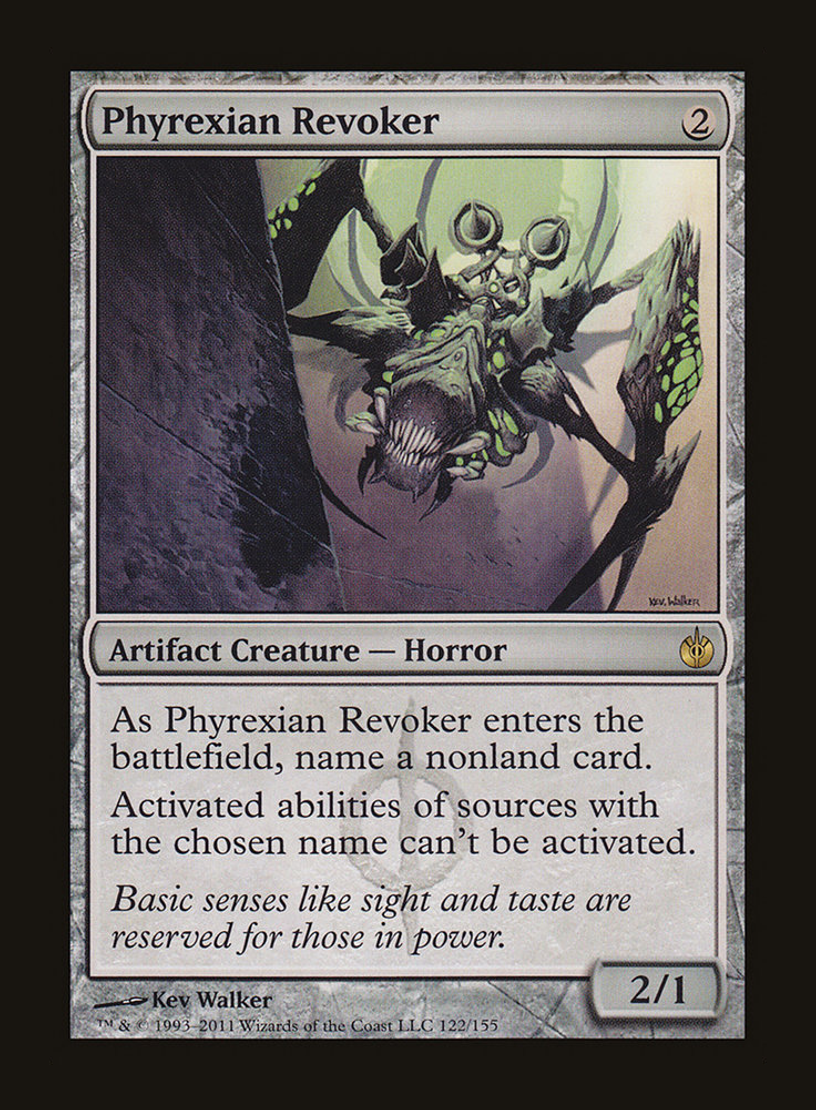 Phyrexian Revoker 2
Kev. Walker
Artifact Creature — Horror
As Phyrexian Revoker enters the
battlefield, name a nonland card.
Activated abilities of sources with
the chosen name can't be activated.
Basic senses like sight and taste are
reserved for those in power.
2/1
Kev Walker
™ & © 1993–2011 Wizards of the Coast LLC 122/155